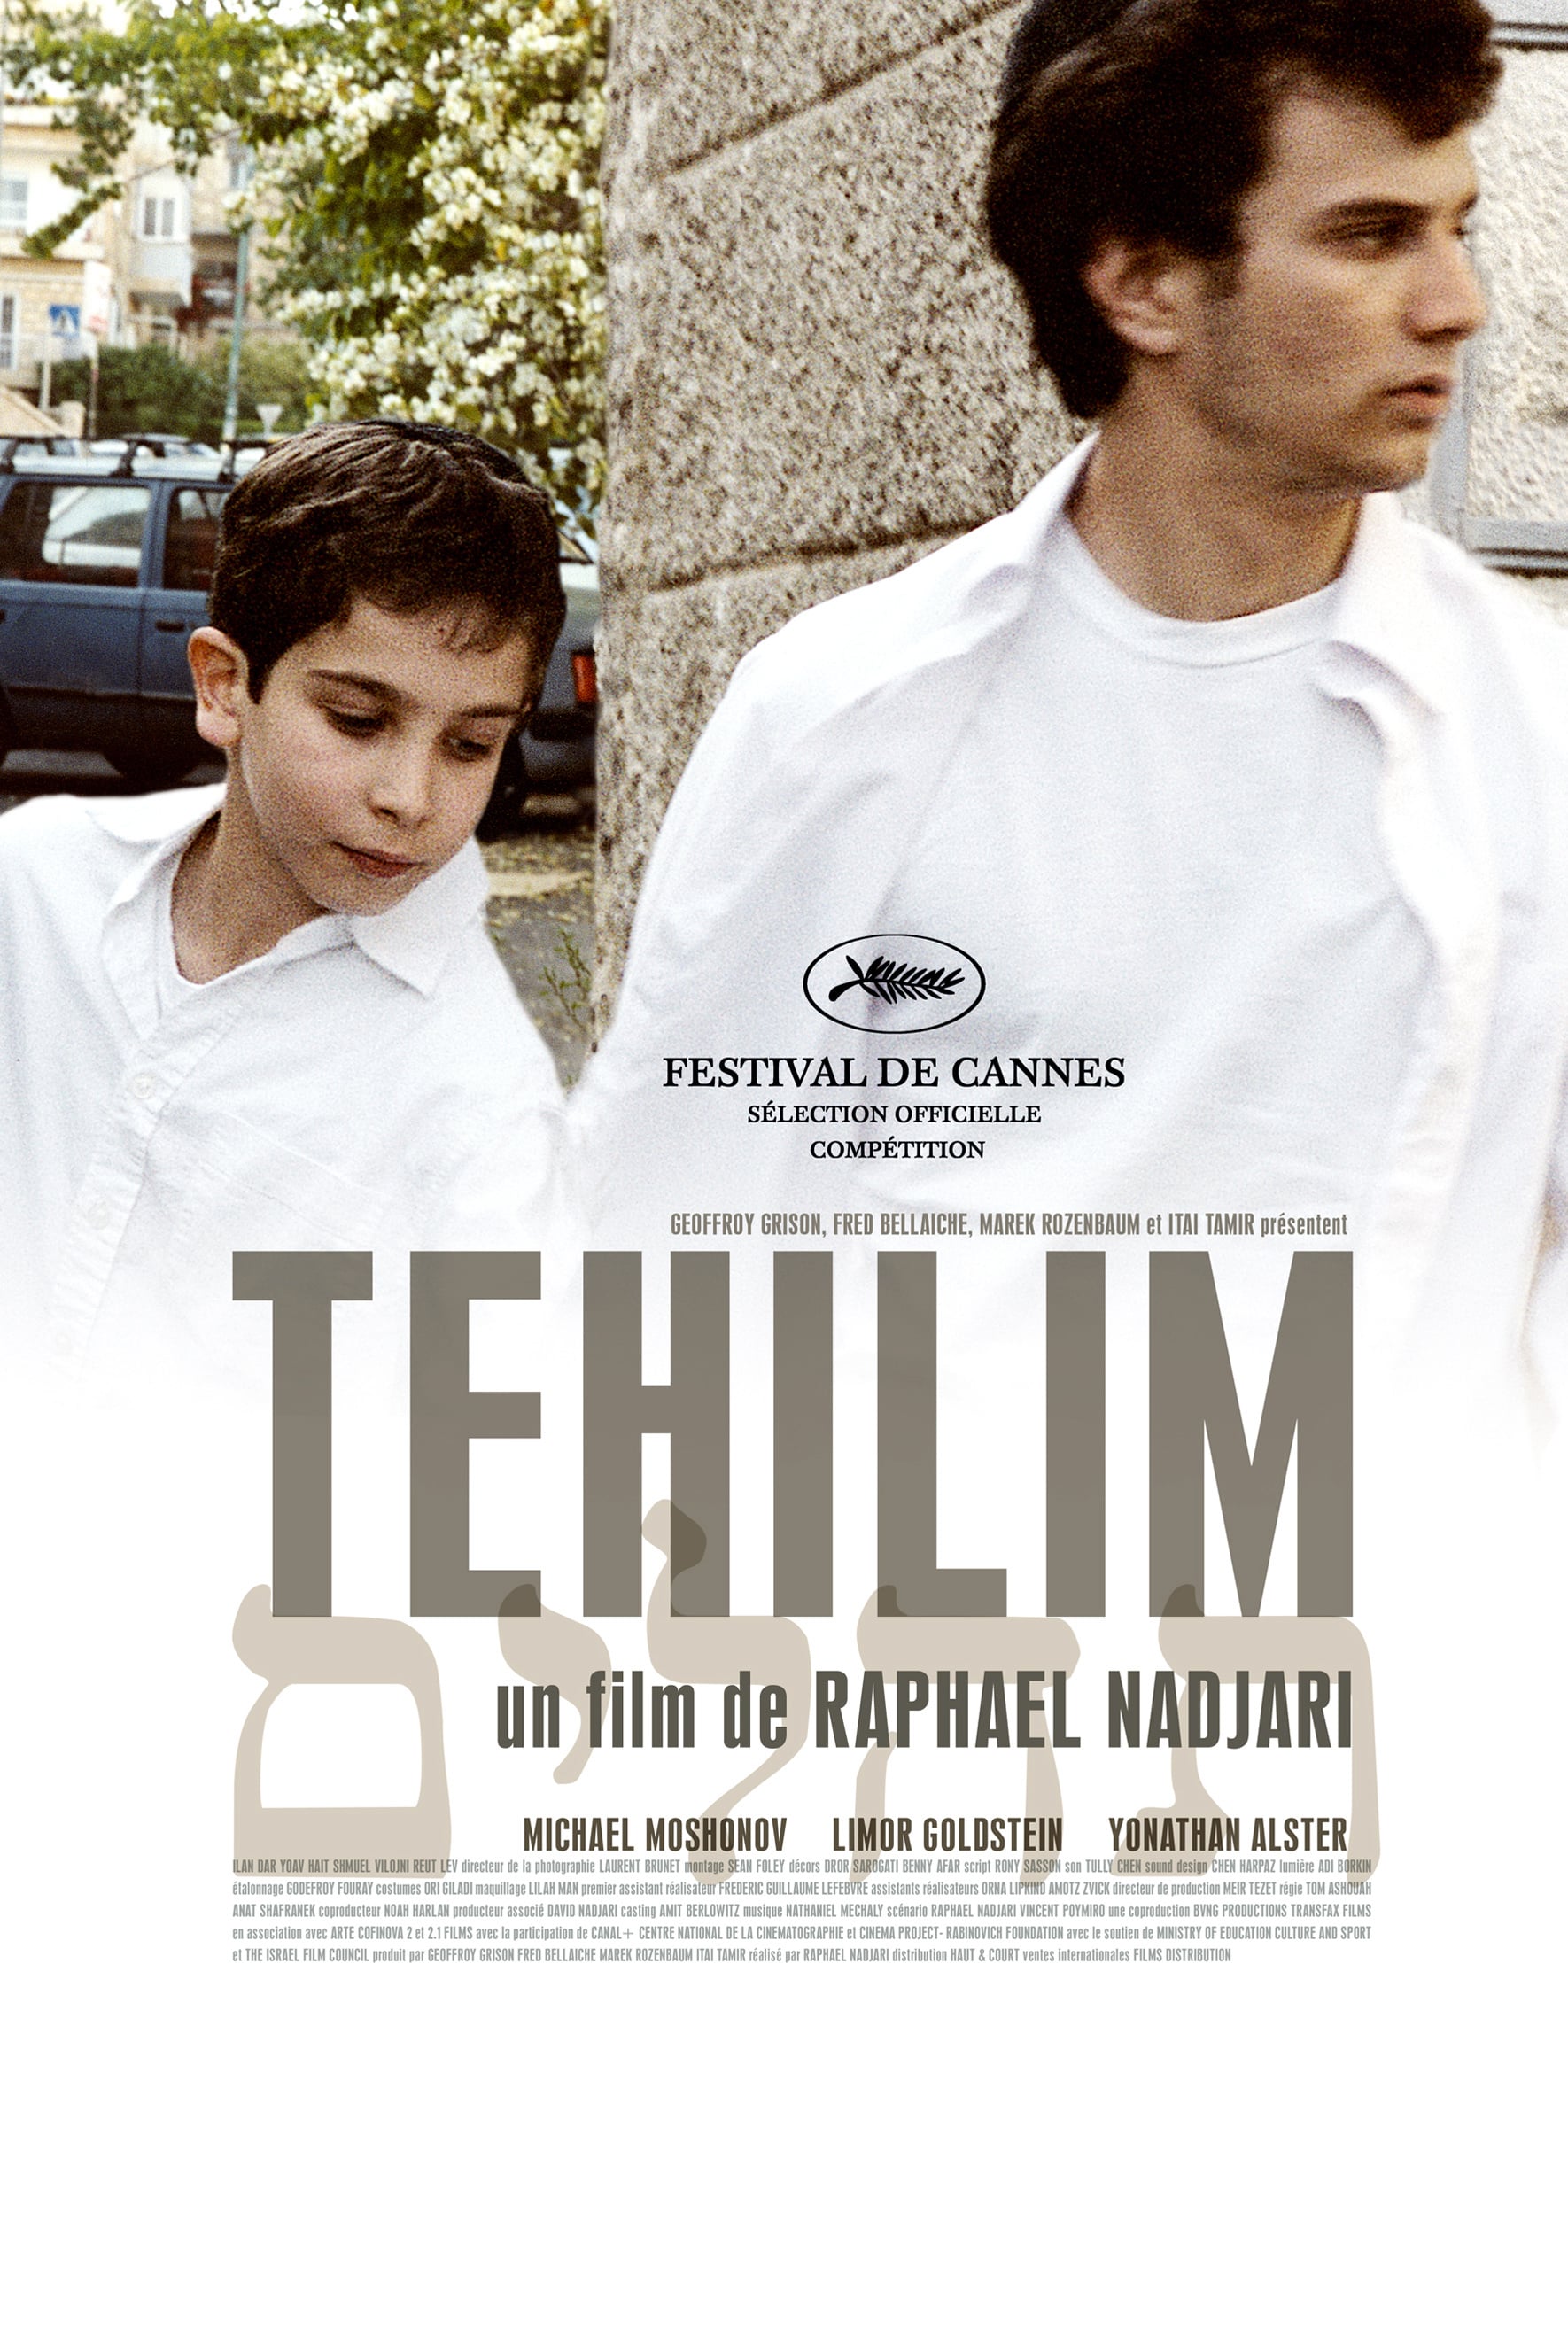 FESTIVAL DE CANNES
SÉLECTION OFFICIELLE
COMPÉTITION
GEOFFROY GRISON, FRED BELLAICHE, MAREK ROZENBAUM et ITAI TAMIR présentent
TEHILIM
תהלים
un film de RAPHAEL NADJARI
MICHAEL MOSHONOV LIMOR GOLDSTEIN YONATHAN ALSTER
ILAN DAR YOAV HAIT SHMUEL VILOJNI REUT LEV directeur de la photographie LAURENT BRUNET montage SEAN FOLEY décors DROR SAROGATI BENNY AFAR script RONY SASSON son TULLY CHEN sound design CHEN HARPAZ lumière ADI BORKIN
étalonnage GODEFROY FOURAY costumes ORI GILADI maquillage LILAH MAN premier assistant réalisateur FREDERIC GUILLAUME LEFEBVRE assistants réalisateurs ORNA LIPKIND AMOTZ ZVICK directeur de production MEIR TEZET régie TOM ASHOUAH
ANAT SHAFRANEK coproducteur NOAH HARLAN producteur associé DAVID NADJARI casting AMIT BERLOWITZ musique NATHANIEL MECHALY scénario RAPHAEL NADJARI VINCENT POYMIRO une coproduction BVNG PRODUCTIONS TRANSFAX FILMS
en association avec ARTE COFINOVA 2 et 2.1 FILMS avec la participation de CANAL+ CENTRE NATIONAL DE LA CINEMATOGRAPHIE et CINEMA PROJECT- RABINOVICH FOUNDATION avec le soutien de MINISTRY OF EDUCATION CULTURE AND SPORT
et THE ISRAEL FILM COUNCIL produit par GEOFFROY GRISON FRED BELLAICHE MAREK ROZENBAUM ITAI TAMIR réalisé par RAPHAEL NADJARI distribution HAUT & COURT ventes internationales FILMS DISTRIBUTION